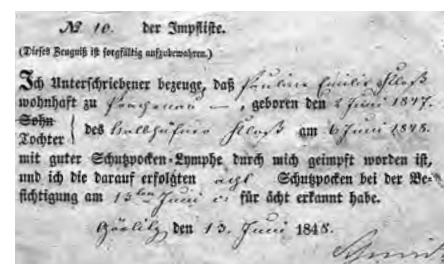 № 10. der Impfliste.
(Dieses Zeugniß ist sorgfältig aufzubewahren.)
Ich Unterschriebener bezeuge, daß Pauline Emilie
wohnhaft zu —, geboren den 2 Juni 1847.
Sohn
Tochter } des am 6 Juni 1848.
mit guter Schutzpocken-Lymphe durch mich geimpft worden ist,
und ich die darauf erfolgten Schutzpocken bei der Be-
sichtigung am 13ten Juni für ächt erkannt habe.
Görlitz, den 13. Juni 1848.